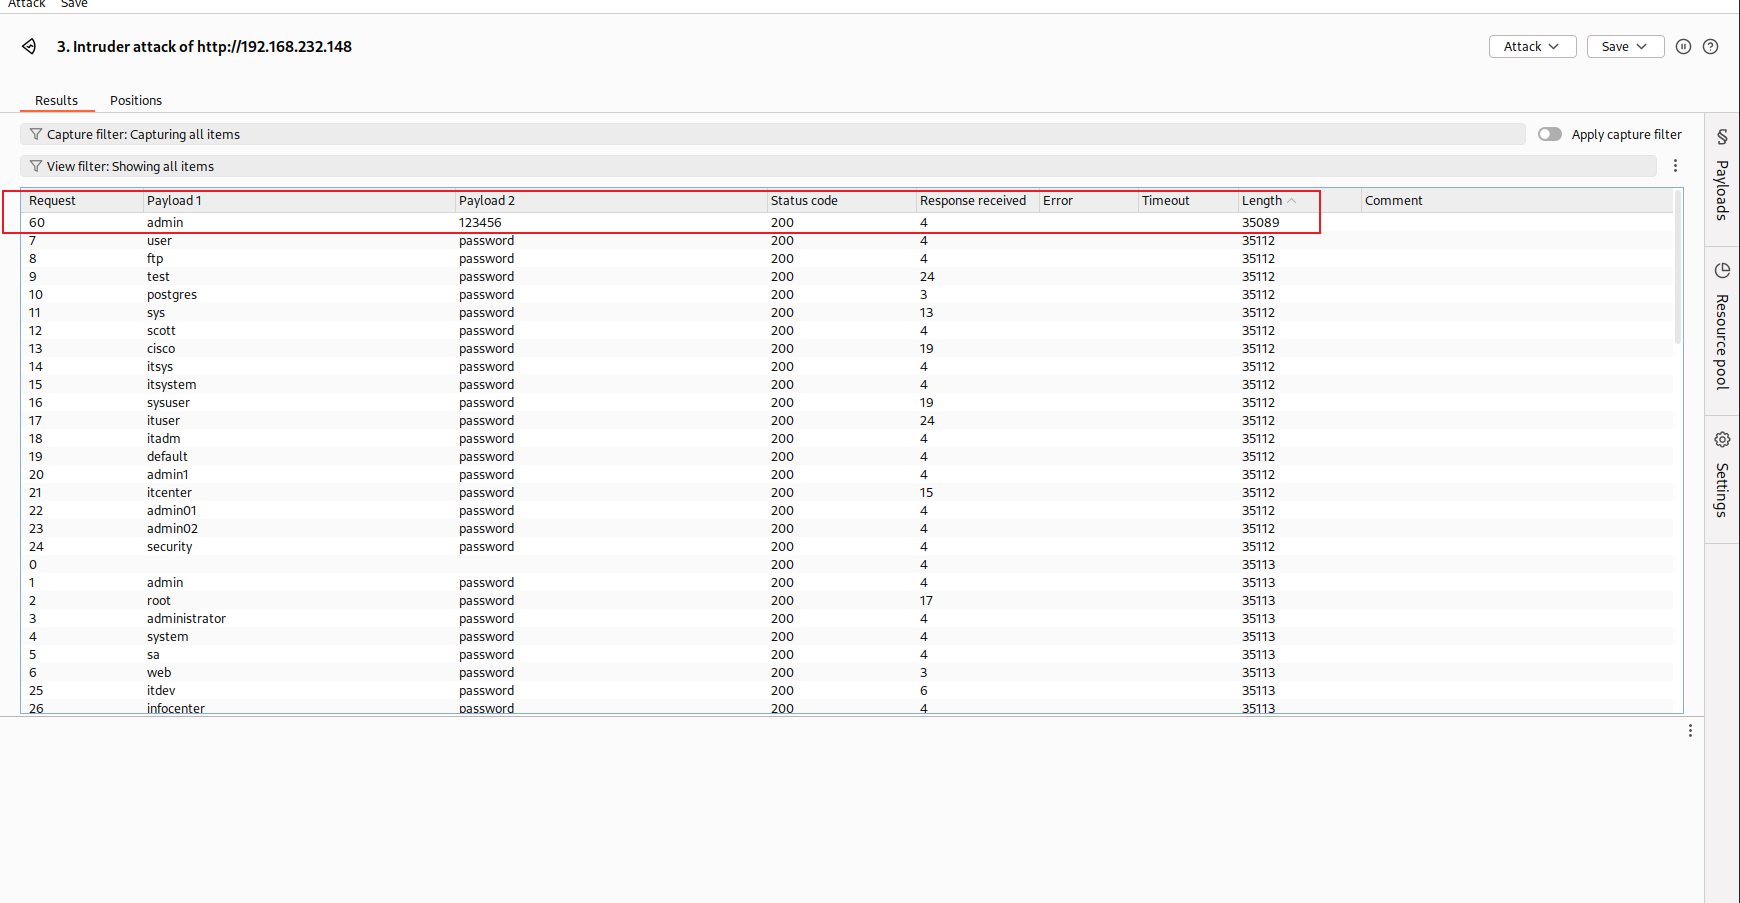 Attack Save
3. Intruder attack of http://192.168.232.148
Attack Save
Results Positions
Capture filter: Capturing all items
Apply capture filter
View filter: Showing all items
Request Payload 1 Payload 2 Status code Response received Error Timeout Length Comment
60 admin 123456 200 4 35089
7 user password 200 4 35112
8 ftp password 200 4 35112
9 test password 200 24 35112
10 postgres password 200 3 35112
11 sys password 200 13 35112
12 scott password 200 4 35112
13 cisco password 200 19 35112
14 itsys password 200 4 35112
15 itsystem password 200 4 35112
16 sysuser password 200 19 35112
17 ituser password 200 24 35112
18 itadm password 200 4 35112
19 default password 200 4 35112
20 admin1 password 200 4 35112
21 itcenter password 200 15 35112
22 admin01 password 200 4 35112
23 admin02 password 200 4 35112
24 security password 200 4 35112
0 200 4 35113
1 admin password 200 4 35113
2 root password 200 17 35113
3 administrator password 200 4 35113
4 system password 200 4 35113
5 sa password 200 4 35113
6 web password 200 3 35113
25 itdev password 200 6 35113
26 infocenter password 200 4 35113
§ Payloads
Resource pool
Settings